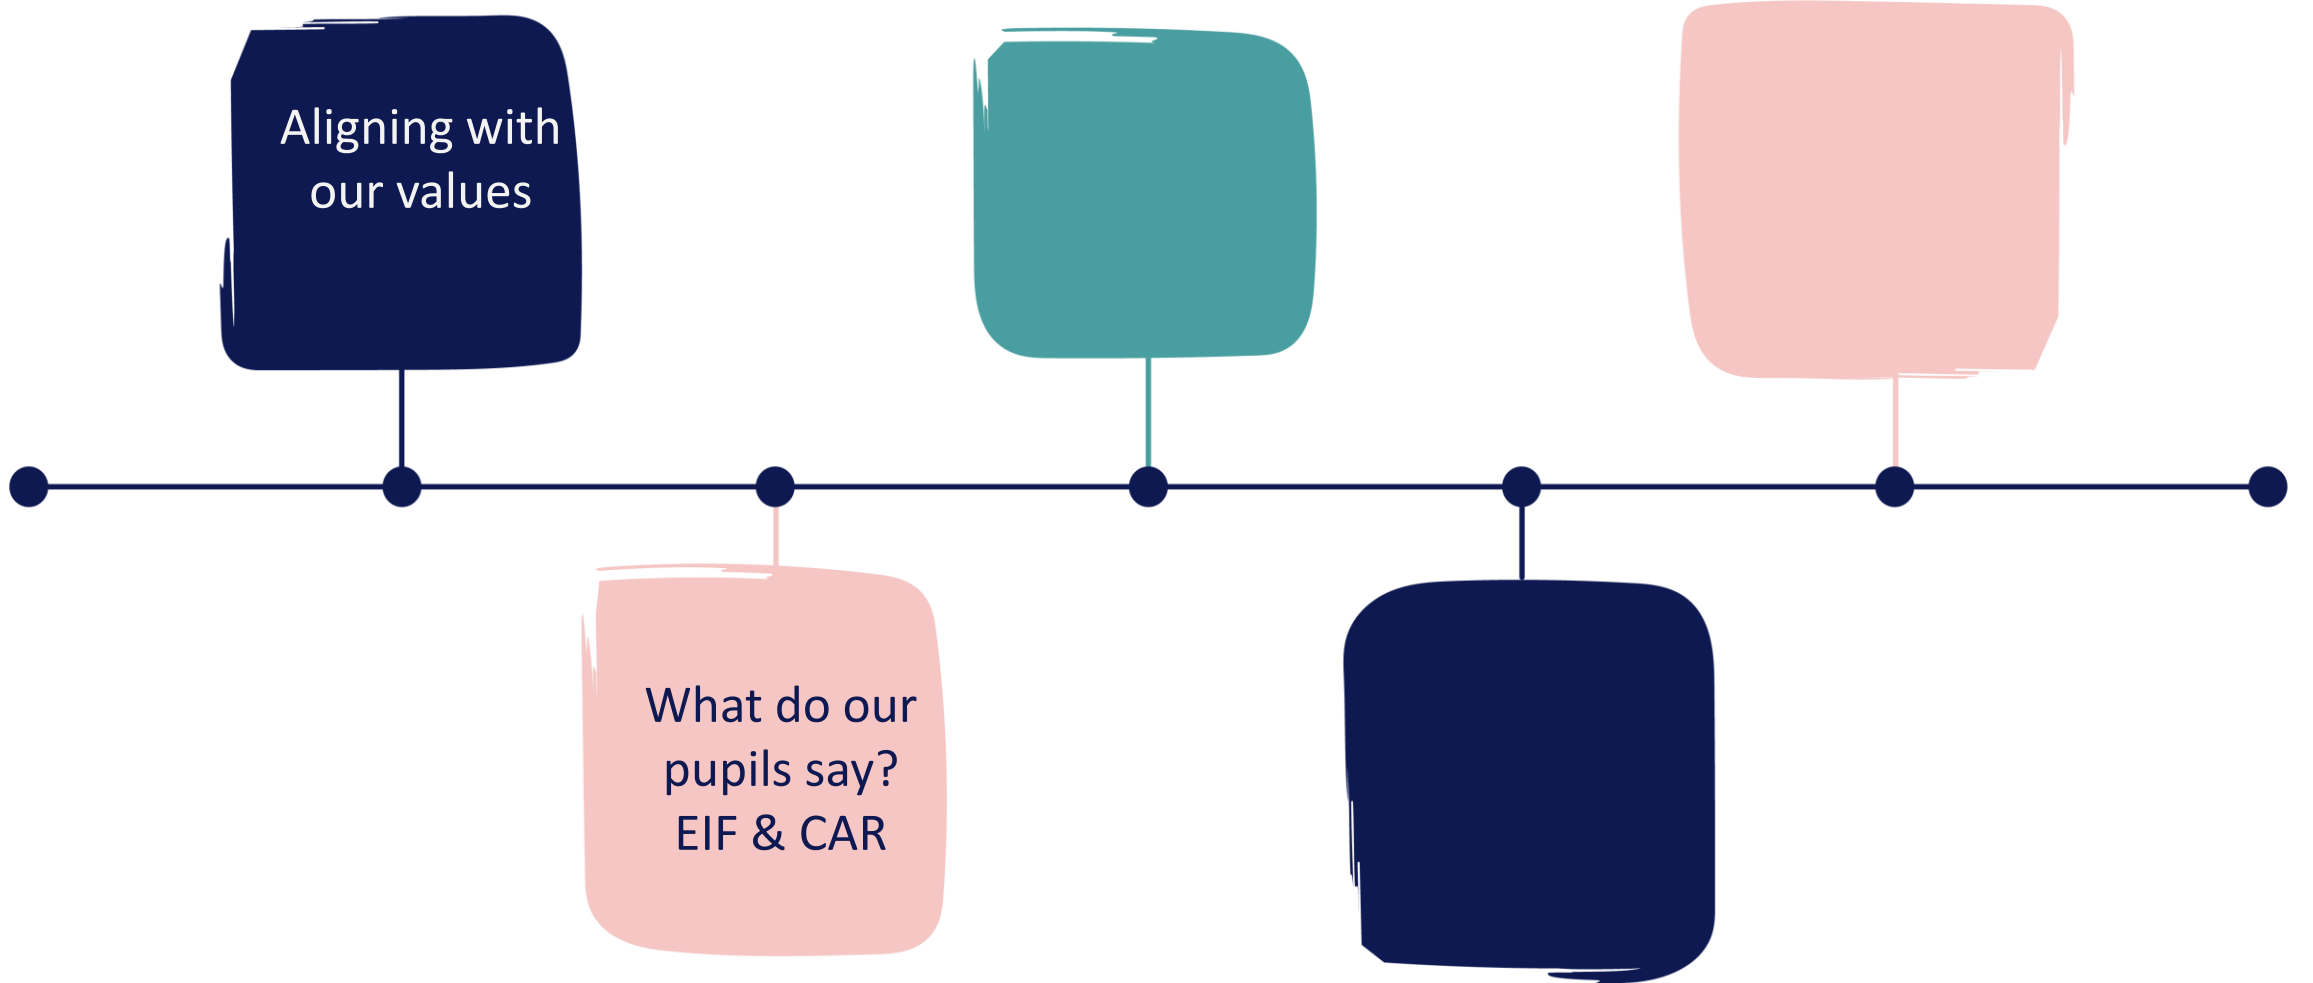 Aligning with
our values
What do our
pupils say?
EIF & CAR